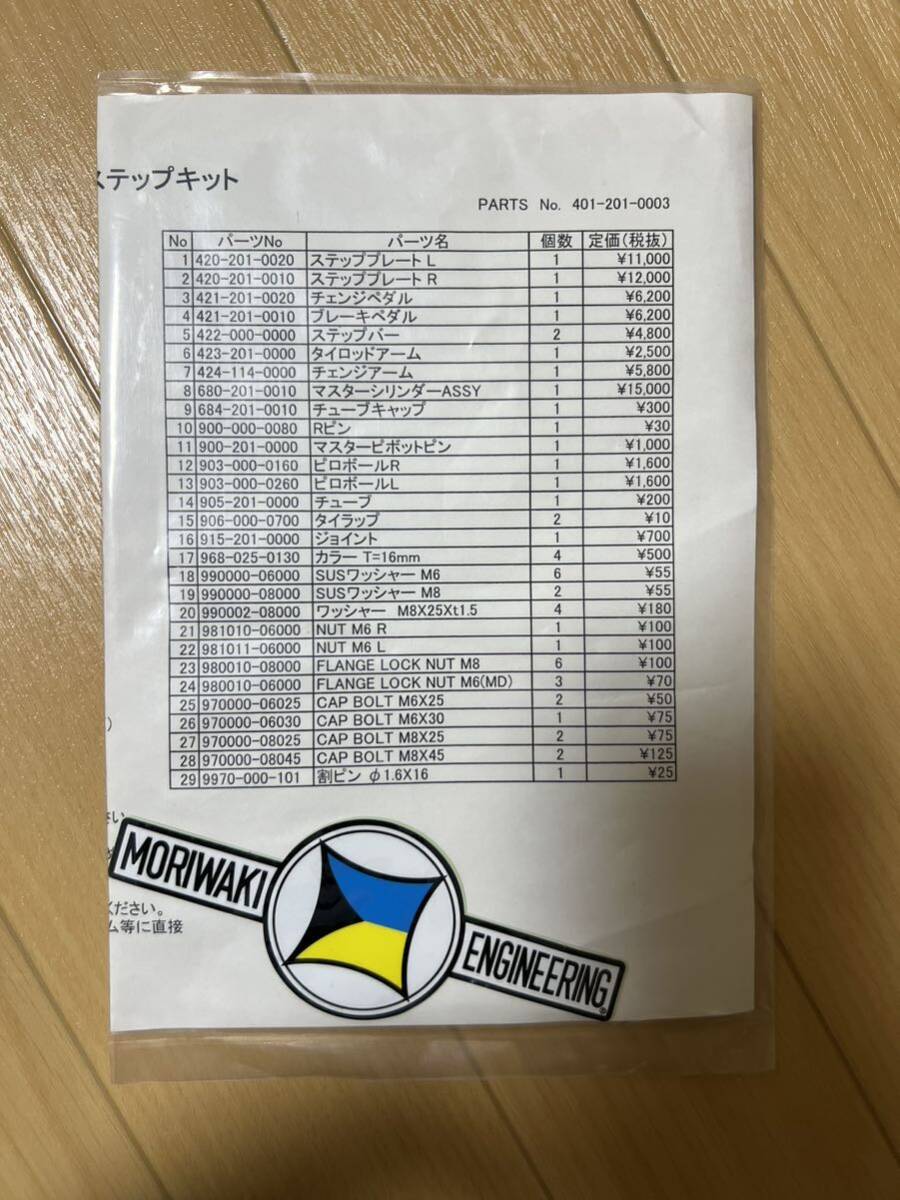 ステップキット
PARTS No. 401-201-0003
No パーツNo パーツ名 個数 定価(税抜)
1 420-201-0020 ステッププレート L 1 ¥11,000
2 420-201-0010 ステッププレート R 1 ¥12,000
3 421-201-0020 チェンジペダル 1 ¥6,200
4 421-201-0010 ブレーキペダル 1 ¥6,200
5 422-000-0000 ステップバー 2 ¥4,800
6 423-201-0000 タイロッドアーム 1 ¥2,500
7 424-114-0000 チェンジアーム 1 ¥5,800
8 680-201-0010 マスターシリンダーASSY 1 ¥15,000
9 684-201-0010 チューブキャップ 1 ¥300
10 900-000-0080 Rピン 1 ¥30
11 900-201-0000 マスターピボットピン 1 ¥1,000
12 903-000-0160 ピロボールR 1 ¥1,600
13 903-000-0260 ピロボールL 1 ¥1,600
14 905-201-0000 チューブ 1 ¥200
15 906-000-0700 タイラップ 2 ¥10
16 915-201-0000 ジョイント 1 ¥700
17 968-025-0130 カラー T=16mm 4 ¥500
18 990000-06000 SUSワッシャー M6 6 ¥55
19 990000-08000 SUSワッシャー M8 2 ¥55
20 990002-08000 ワッシャー M8X25Xt1.5 4 ¥180
21 981010-06000 NUT M6 R 1 ¥100
22 981011-06000 NUT M6 L 1 ¥100
23 980010-08000 FLANGE LOCK NUT M8 6 ¥100
24 980010-06000 FLANGE LOCK NUT M6(MD) 3 ¥70
25 970000-06025 CAP BOLT M6X25 2 ¥50
26 970000-06030 CAP BOLT M6X30 1 ¥75
27 970000-08025 CAP BOLT M8X25 2 ¥75
28 970000-08045 CAP BOLT M8X45 2 ¥125
29 9970-000-101 割ピン φ1.6X16 1 ¥25
)
さい
MORIWAKI
ください。
ム等に直接
ENGINEERING